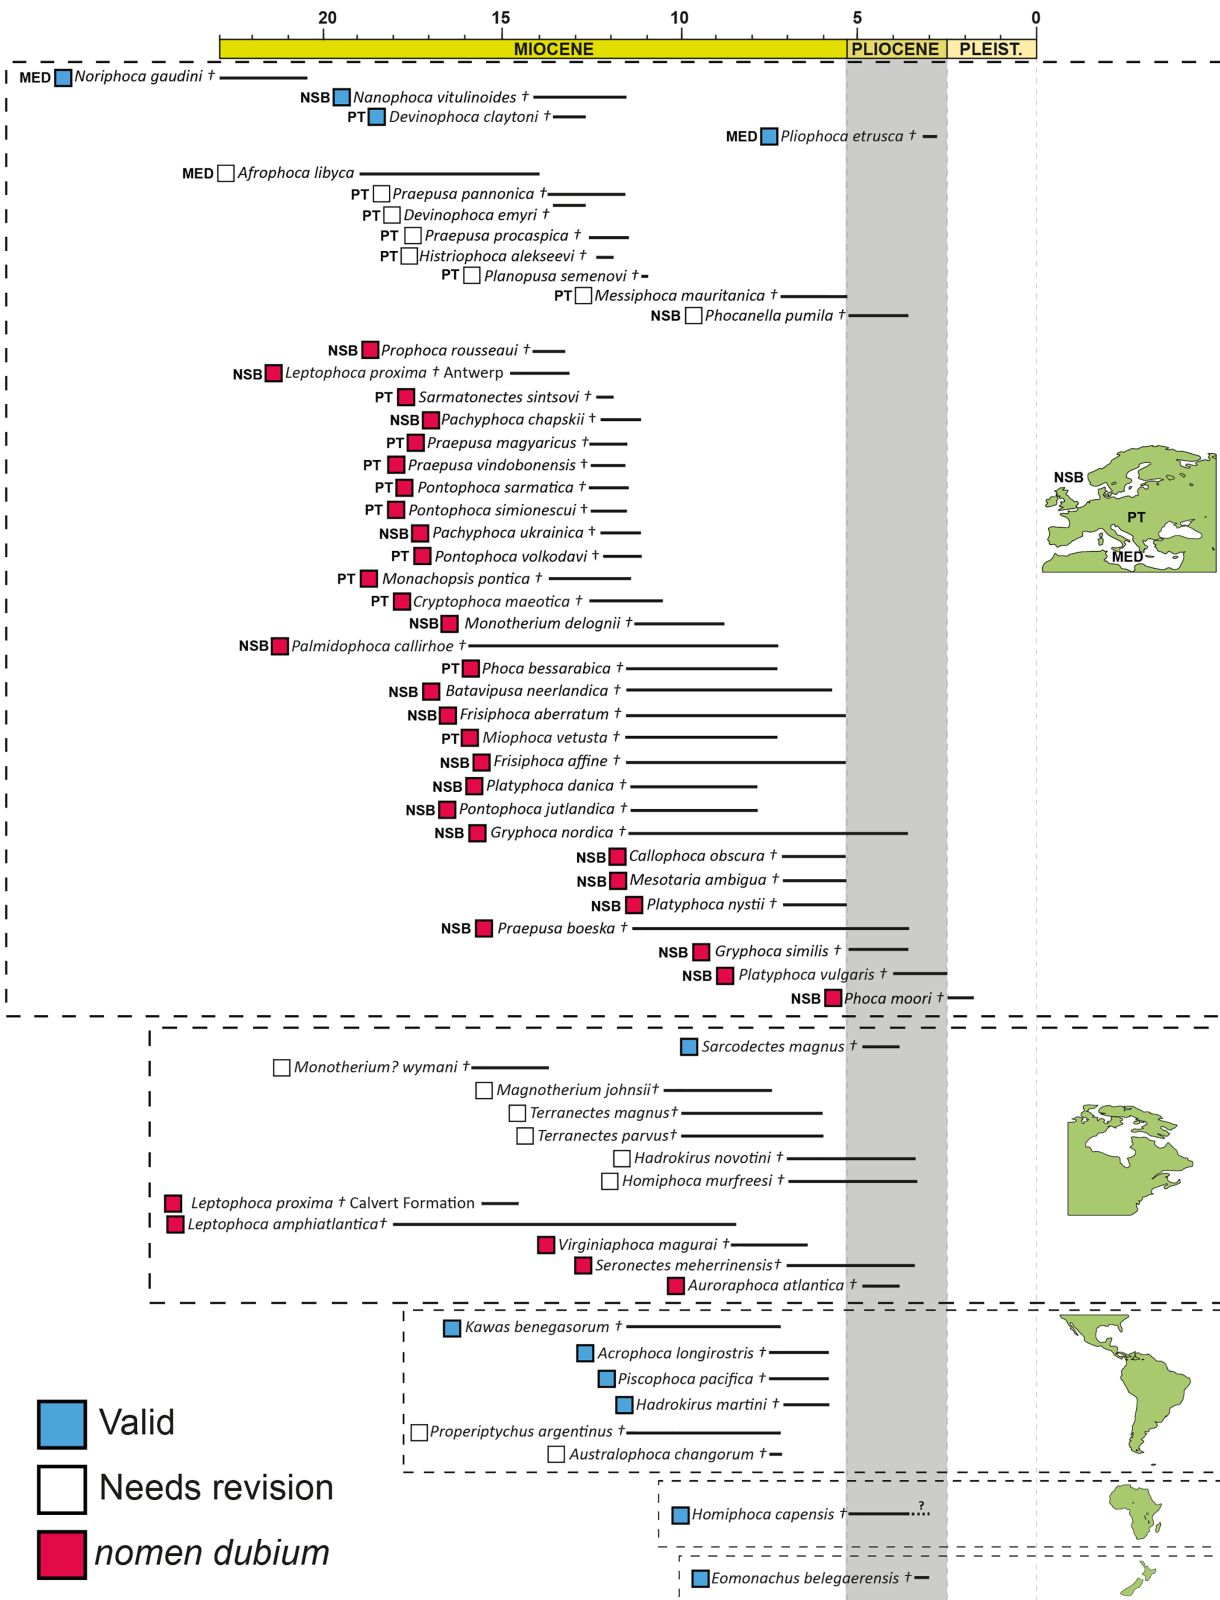 20 15 10 5 0
MIOCENE PLIOCENE PLEIST.
MED Noriphoca gaudini †
NSB Nanophoca vitulinoides †
PT Devinophoca claytoni †
MED Pliophoca etrusca †
MED Afrophoca libyca
PT Praepusa pannonica †
PT Devinophoca emyri †
PT Praepusa procaspica †
PT Histriophoca alekseevi †
PT Planopusa semenovi †
PT Messiphoca mauritanica †
NSB Phocanella pumila †
NSB Prophoca rousseaui †
NSB Leptophoca proxima † Antwerp
PT Sarmatonectes sintsovi †
NSB Pachyphoca chapskii †
PT Praepusa magyaricus †
PT Praepusa vindobonensis †
PT Pontophoca sarmatica †
PT Pontophoca simionescui †
NSB Pachyphoca ukrainica †
PT Pontophoca volkodavi †
PT Monachopsis pontica †
PT Cryptophoca maeotica †
NSB Monotherium delognii †
NSB Palmidophoca callirhoe †
PT Phoca bessarabica †
NSB Batavipusa neerlandica †
NSB Frisiphoca aberratum †
PT Miophoca vetusta †
NSB Frisiphoca affine †
NSB Platyphoca danica †
NSB Pontophoca jutlandica †
NSB Gryphoca nordica †
NSB Callophoca obscura †
NSB Mesotaria ambigua †
NSB Platyphoca nystii †
NSB Praepusa boeska †
NSB Gryphoca similis †
NSB Platyphoca vulgaris †
NSB Phoca moori †
NSB
PT
MED
Sarcodectes magnus †
Monotherium? wymani †
Magnotherium johnsii†
Terranectes magnus†
Terranectes parvus†
Hadrokirus novotini †
Homiphoca murfreesi †
Leptophoca proxima † Calvert Formation
Leptophoca amphiatlantica†
Virginiaphoca magurai †
Seronectes meherrinensis†
Auroraphoca atlantica †
Kawas benegasorum †
Acrophoca longirostris †
Piscophoca pacifica †
Hadrokirus martini †
Properiptychus argentinus †
Australophoca changorum †
Homiphoca capensis † ?
Eomonachus belegaerensis †
Valid
Needs revision
nomen dubium